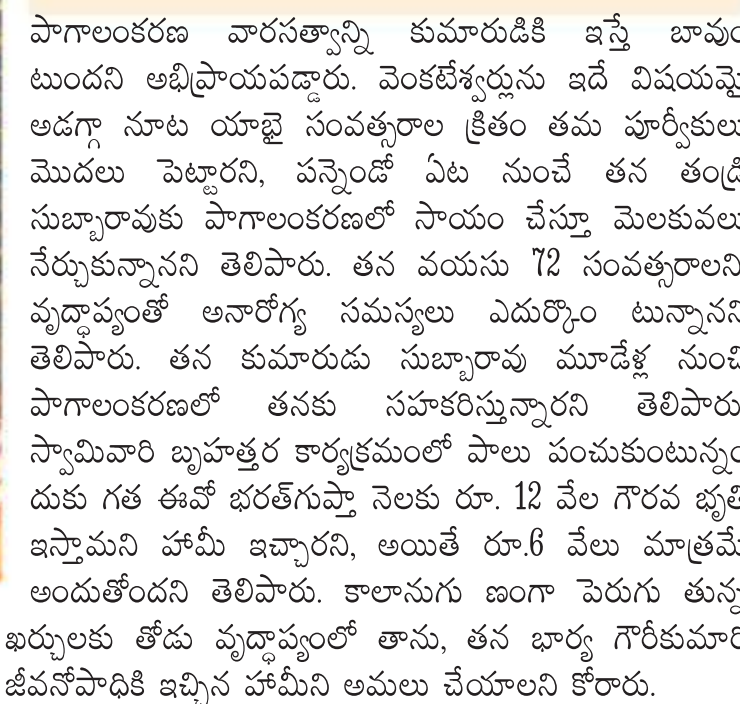 పాగాలంకరణ వారసత్వాన్ని కుమారుడికి ఇస్తే బావుం
టుందని అభిప్రాయపడ్డారు. వెంకటేశ్వర్లును ఇదే విషయమై
అడగ్గా నూట యాభై సంవత్సరాల క్రితం తమ పూర్వీకులు
మొదలు పెట్టారని, పన్నెండో ఏట నుంచే తన తండ్రి
సుబ్బారావుకు పాగాలంకరణలో సాయం చేస్తూ మెలకువలు
నేర్చుకున్నానని తెలిపారు. తన వయసు 72 సంవత్సరాలని
వృద్ధాప్యంతో అనారోగ్య సమస్యలు ఎదుర్కొం టున్నానని
తెలిపారు. తన కుమారుడు సుబ్బారావు మూడేళ్ల నుంచి
పాగాలంకరణలో తనకు సహకరిస్తున్నారని తెలిపారు
స్వామివారి బృహత్తర కార్యక్రమంలో పాలు పంచుకుంటున్నం
దుకు గత ఈవో భరత్‌గుప్తా నెలకు రూ. 12 వేల గౌరవ భృతి
ఇస్తామని హామీ ఇచ్చారని, అయితే రూ.6 వేలు మాత్రమే
అందుతోందని తెలిపారు. కాలానుగు ణంగా పెరుగు తున్న
ఖర్చులకు తోడు వృద్ధాప్యంలో తాను, తన భార్య గౌరీకుమారి
జీవనోపాధికి ఇచ్చిన హామీని అమలు చేయాలని కోరారు.